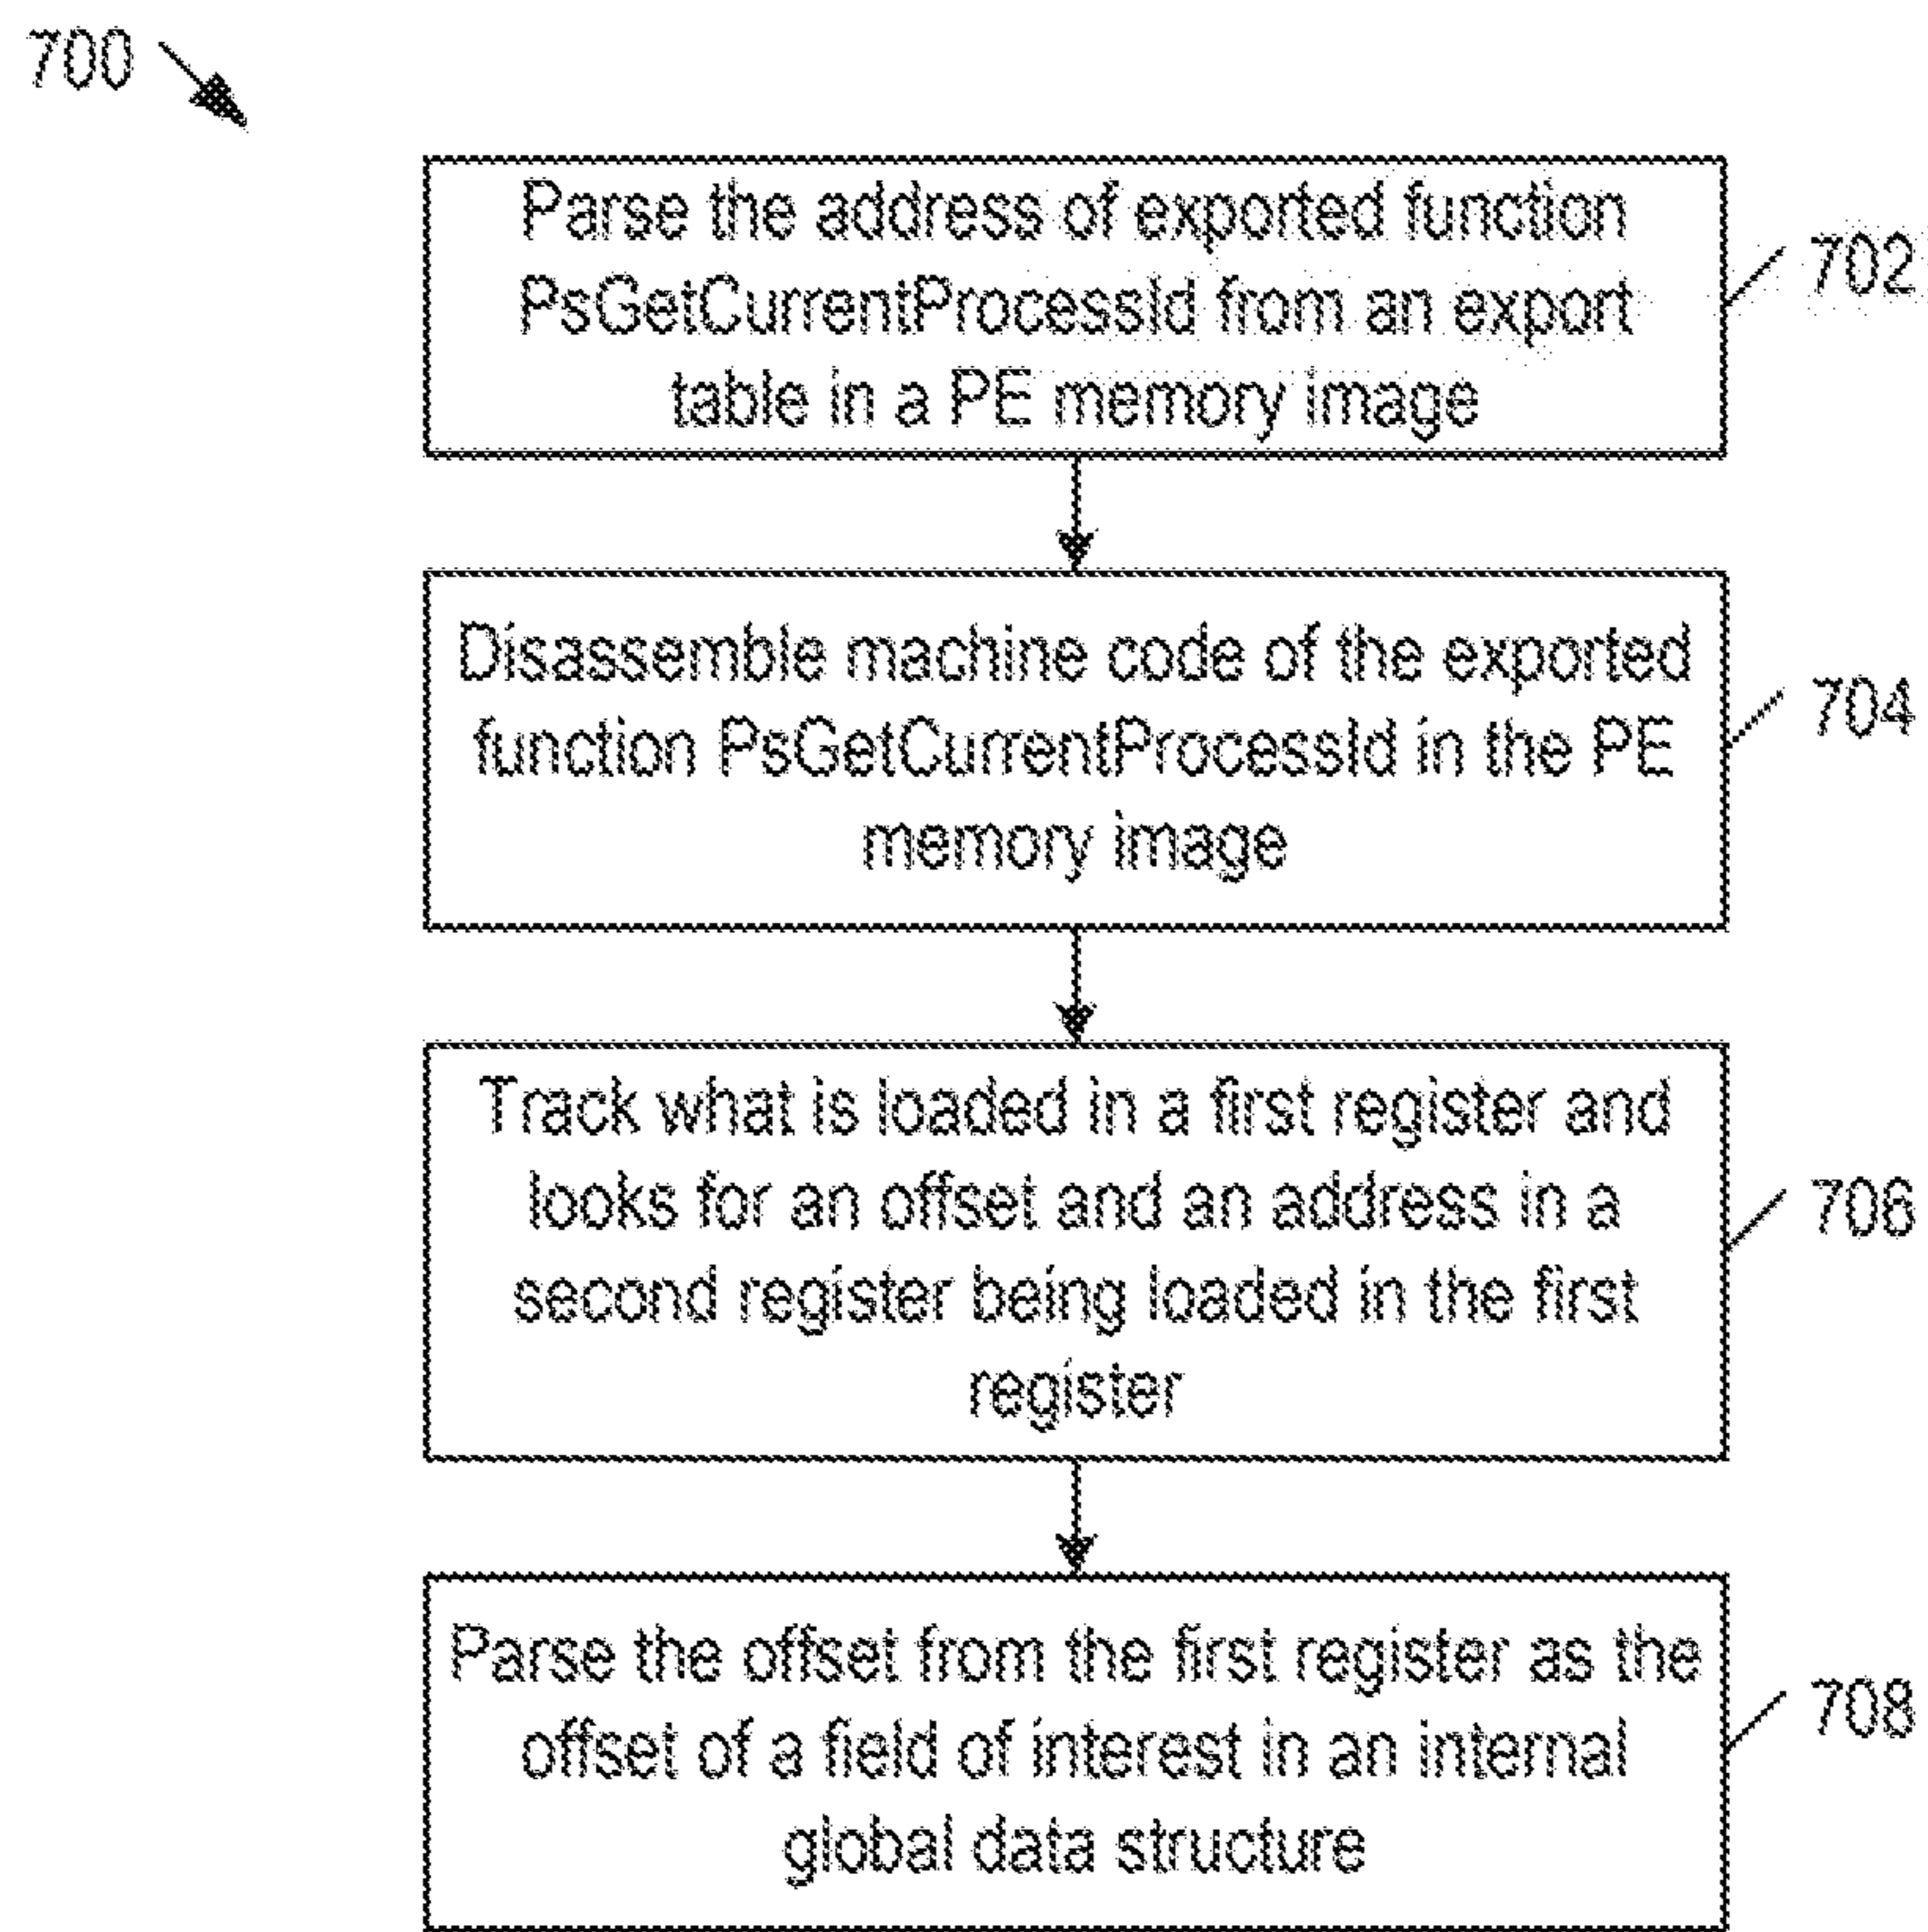 700
Parse the address of exported function
PsGetCurrentProcessId from an export
table in a PE memory image
702
Disassemble machine code of the exported
function PsGetCurrentProcessId in the PE
memory image
704
Track what is loaded in a first register and
looks for an offset and an address in a
second register being loaded in the first
register
706
Parse the offset from the first register as the
offset of a field of interest in an internal
global data structure
708